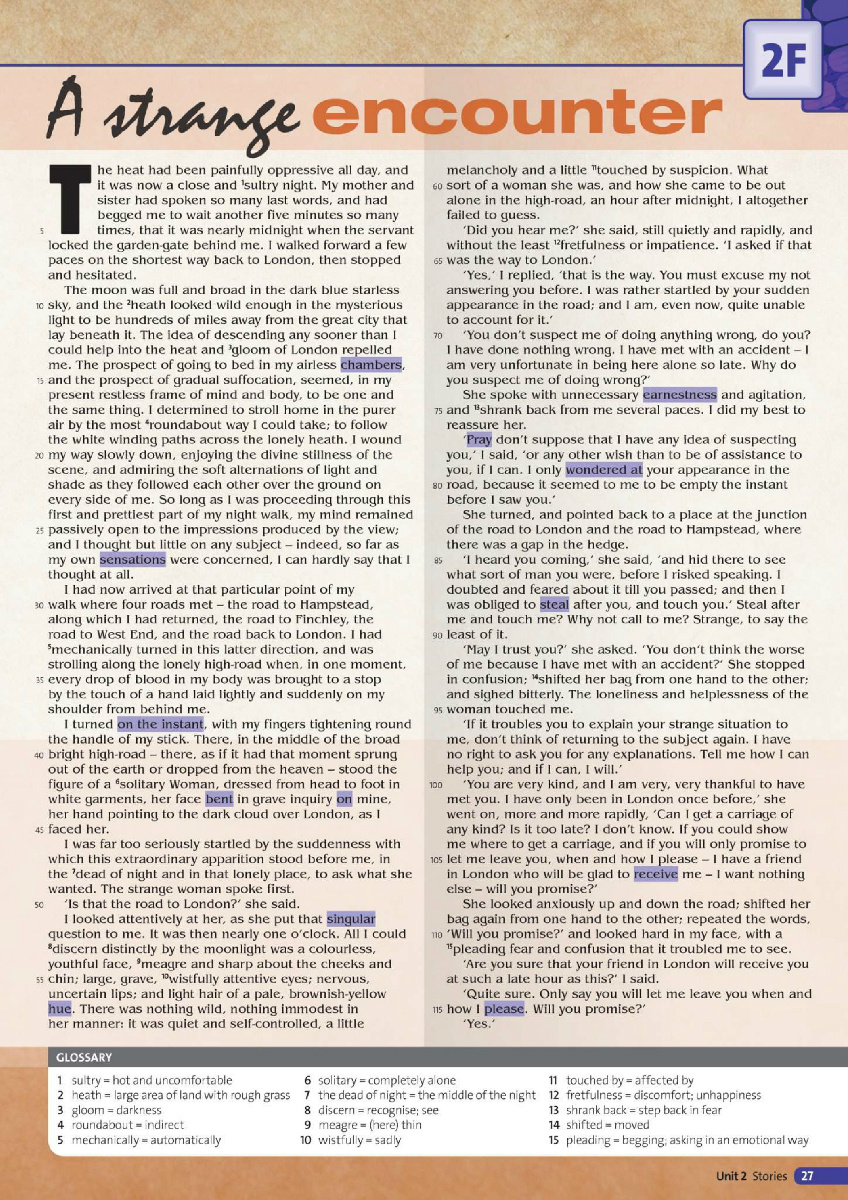 2F
A strange encounter
The heat had been painfully oppressive all day, and
it was now a close and ¹sultry night. My mother and
sister had spoken so many last words, and had
begged me to wait another five minutes so many
5 times, that it was nearly midnight when the servant
locked the garden-gate behind me. I walked forward a few
paces on the shortest way back to London, then stopped
and hesitated.
The moon was full and broad in the dark blue starless
10 sky, and the ²heath looked wild enough in the mysterious
light to be hundreds of miles away from the great city that
lay beneath it. The idea of descending any sooner than I
could help into the heat and ³gloom of London repelled
me. The prospect of going to bed in my airless chambers,
15 and the prospect of gradual suffocation, seemed, in my
present restless frame of mind and body, to be one and
the same thing. I determined to stroll home in the purer
air by the most ⁴roundabout way I could take; to follow
the white winding paths across the lonely heath. I wound
20 my way slowly down, enjoying the divine stillness of the
scene, and admiring the soft alternations of light and
shade as they followed each other over the ground on
every side of me. So long as I was proceeding through this
first and prettiest part of my night walk, my mind remained
25 passively open to the impressions produced by the view;
and I thought but little on any subject – indeed, so far as
my own sensations were concerned, I can hardly say that I
thought at all.
I had now arrived at that particular point of my
30 walk where four roads met – the road to Hampstead,
along which I had returned, the road to Finchley, the
road to West End, and the road back to London. I had
⁵mechanically turned in this latter direction, and was
strolling along the lonely high-road when, in one moment,
35 every drop of blood in my body was brought to a stop
by the touch of a hand laid lightly and suddenly on my
shoulder from behind me.
I turned on the instant, with my fingers tightening round
the handle of my stick. There, in the middle of the broad
40 bright high-road – there, as if it had that moment sprung
out of the earth or dropped from the heaven – stood the
figure of a ⁶solitary Woman, dressed from head to foot in
white garments, her face bent in grave inquiry on mine,
her hand pointing to the dark cloud over London, as I
45 faced her.
I was far too seriously startled by the suddenness with
which this extraordinary apparition stood before me, in
the ⁷dead of night and in that lonely place, to ask what she
wanted. The strange woman spoke first.
50 ‘Is that the road to London?’ she said.
I looked attentively at her, as she put that singular
question to me. It was then nearly one o’clock. All I could
⁸discern distinctly by the moonlight was a colourless,
youthful face, ⁹meagre and sharp about the cheeks and
55 chin; large, grave, ¹⁰wistfully attentive eyes; nervous,
uncertain lips; and light hair of a pale, brownish-yellow
hue. There was nothing wild, nothing immodest in
her manner: it was quiet and self-controlled, a little
melancholy and a little ¹¹touched by suspicion. What
60 sort of a woman she was, and how she came to be out
alone in the high-road, an hour after midnight, I altogether
failed to guess.
‘Did you hear me?’ she said, still quietly and rapidly, and
without the least ¹²fretfulness or impatience. ‘I asked if that
65 was the way to London.’
‘Yes,’ I replied, ‘that is the way. You must excuse my not
answering you before. I was rather startled by your sudden
appearance in the road; and I am, even now, quite unable
to account for it.’
70 ‘You don’t suspect me of doing anything wrong, do you?
I have done nothing wrong. I have met with an accident – I
am very unfortunate in being here alone so late. Why do
you suspect me of doing wrong?’
She spoke with unnecessary earnestness and agitation,
75 and ¹³shrank back from me several paces. I did my best to
reassure her.
‘Pray don’t suppose that I have any idea of suspecting
you,’ I said, ‘or any other wish than to be of assistance to
you, if I can. I only wondered at your appearance in the
80 road, because it seemed to me to be empty the instant
before I saw you.’
She turned, and pointed back to a place at the junction
of the road to London and the road to Hampstead, where
there was a gap in the hedge.
85 ‘I heard you coming,’ she said, ‘and hid there to see
what sort of man you were, before I risked speaking. I
doubted and feared about it till you passed; and then I
was obliged to steal after you, and touch you.’ Steal after
me and touch me? Why not call to me? Strange, to say the
90 least of it.
‘May I trust you?’ she asked. ‘You don’t think the worse
of me because I have met with an accident?’ She stopped
in confusion; ¹⁴shifted her bag from one hand to the other;
and sighed bitterly. The loneliness and helplessness of the
95 woman touched me.
‘If it troubles you to explain your strange situation to
me, don’t think of returning to the subject again. I have
no right to ask you for any explanations. Tell me how I can
help you; and if I can, I will.’
100 ‘You are very kind, and I am very, very thankful to have
met you. I have only been in London once before,’ she
went on, more and more rapidly, ‘Can I get a carriage of
any kind? Is it too late? I don’t know. If you could show
me where to get a carriage, and if you will only promise to
105 let me leave you, when and how I please – I have a friend
in London who will be glad to receive me – I want nothing
else – will you promise?’
She looked anxiously up and down the road; shifted her
bag again from one hand to the other; repeated the words,
110 ‘Will you promise?’ and looked hard in my face, with a
¹⁵pleading fear and confusion that it troubled me to see.
‘Are you sure that your friend in London will receive you
at such a late hour as this?’ I said.
‘Quite sure. Only say you will let me leave you when and
115 how I please. Will you promise?’
‘Yes.’
GLOSSARY
1 sultry = hot and uncomfortable
2 heath = large area of land with rough grass
3 gloom = darkness
4 roundabout = indirect
5 mechanically = automatically
6 solitary = completely alone
7 the dead of night = the middle of the night
8 discern = recognise; see
9 meagre = (here) thin
10 wistfully = sadly
11 touched by = affected by
12 fretfulness = discomfort; unhappiness
13 shrank back = step back in fear
14 shifted = moved
15 pleading = begging; asking in an emotional way
Unit 2 Stories 27